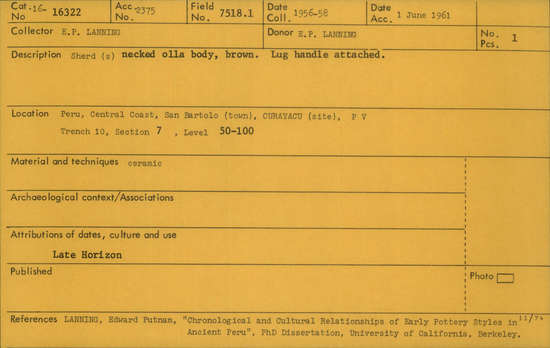 Cat.-16- No 16322 Acc No. 2375 Field No. 7518.1 Date Coll. 1956-58 Date Acc. 1 June 1961
Collector E.P. LANNING Donor E.P. LANNING No. Pcs. 1
Description Sherd (s) necked olla body, brown. Lug handle attached.
Location Peru, Central Coast, San Bartolo (town), CURAYACU (site), P V
Trench 10, Section 7 , Level 50-100
Material and techniques ceramic
Archaeological context/Associations
Attributions of dates, culture and use
Late Horizon
Published
Photo
References LANNING, Edward Putnam, "Chronological and Cultural Relationships of Early Pottery Styles in 11/74
Ancient Peru", PhD Dissertation, University of California, Berkeley.